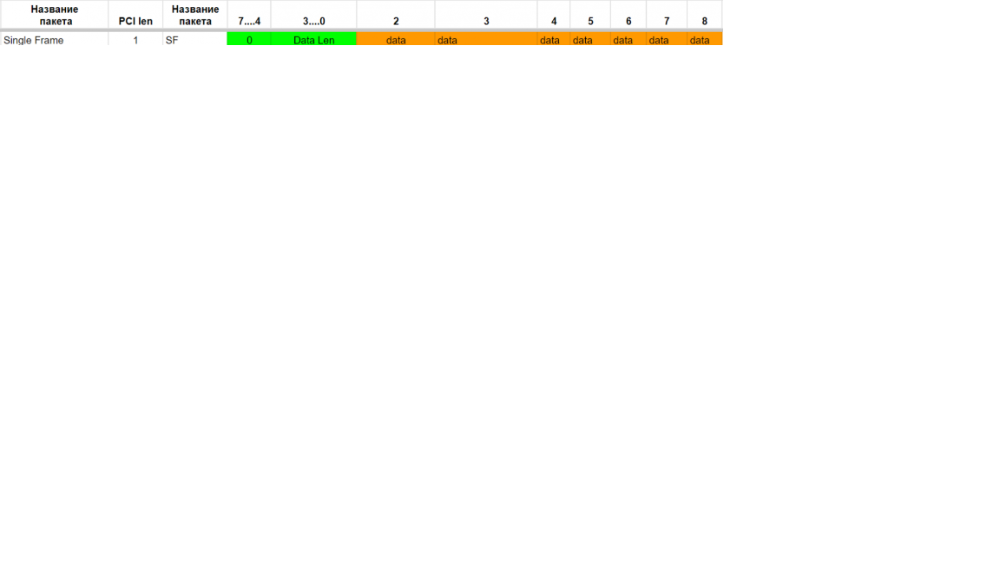 Название пакета PCI len Название пакета 7....4 3....0 2 3 4 5 6 7 8
Single Frame 1 SF 0 Data Len data data data data data data data